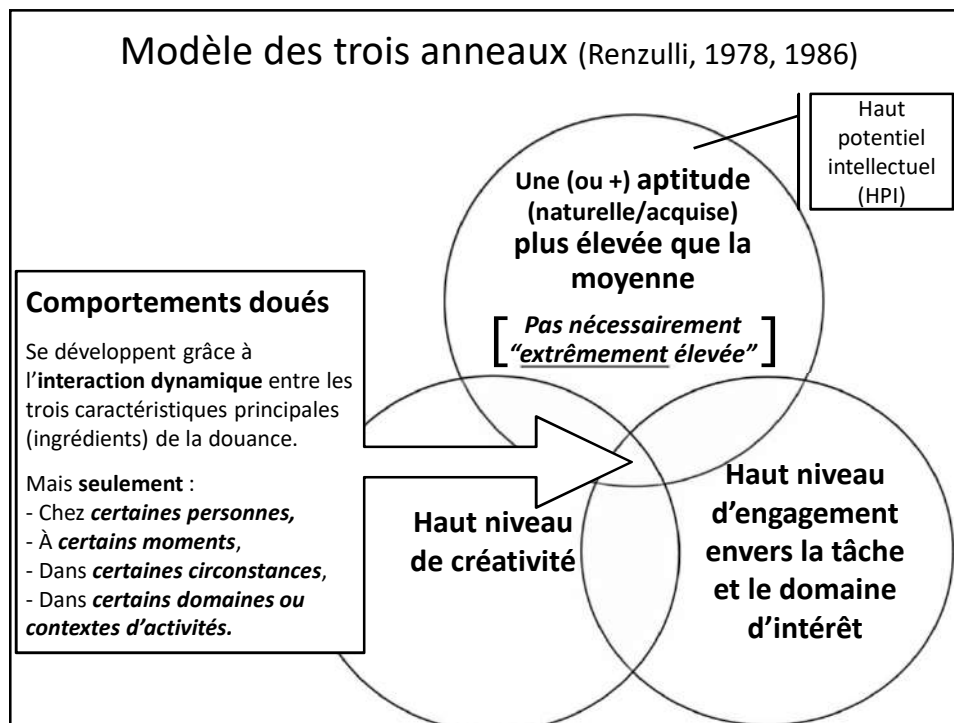 Modèle des trois anneaux (Renzulli, 1978, 1986)
Haut
potentiel
intellectuel
(HPI)
Une (ou +) aptitude
(naturelle/acquise)
plus élevée que la
moyenne
[Pas nécessairement
“extrêmement élevée”]
Comportements doués
Se développent grâce à
l’interaction dynamique entre les
trois caractéristiques principales
(ingrédients) de la douance.
Mais seulement :
- Chez certaines personnes,
- À certains moments,
- Dans certaines circonstances,
- Dans certains domaines ou
contextes d’activités.
Haut niveau
de créativité
Haut niveau
d’engagement
envers la tâche
et le domaine
d’intérêt